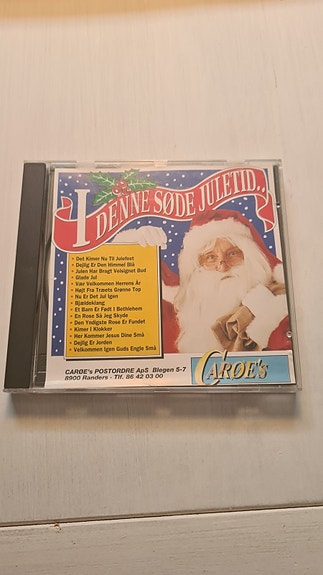 I DENNE SØDE JULETID..
• Det Kimer Nu Til Julefest
• Dejlig Er Den Himmel Blå
• Julen Har Bragt Velsignet Bud
• Glade Jul
• Vær Velkommen Herrens År
• Højt Fra Træets Grønne Top
• Nu Er Det Jul Igen
• Bjældeklang
• Et Barn Er Født I Bethlehem
• En Rose Så Jeg Skyde
• Den Yndigste Rose Er Fundet
• Kimer I Klokker
• Her Kommer Jesus Dine Små
• Dejlig Er Jorden
• Velkommen Igen Guds Engle Små
CARØE's
CARØE's POSTORDRE ApS Blegen 5-7
8900 Randers - Tlf. 86 42 03 00